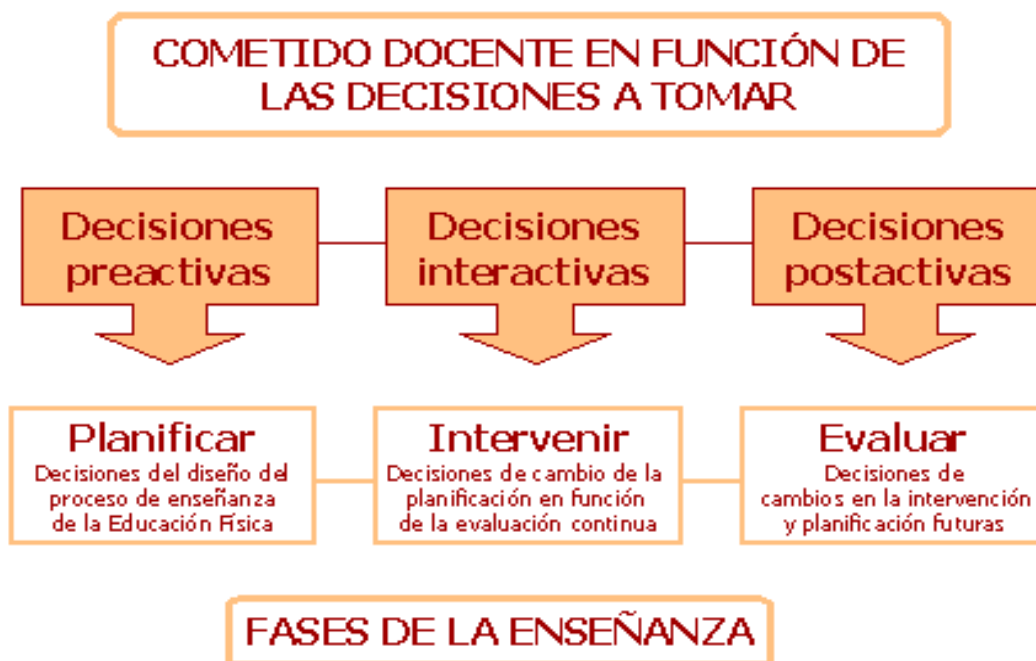 COMETIDO DOCENTE EN FUNCIÓN DE
LAS DECISIONES A TOMAR
Decisiones
preactivas
Decisiones
interactivas
Decisiones
postactivas
Planificar
Decisiones del diseño del
proceso de enseñanza
de la Educación Física
Intervenir
Decisiones de cambio de la
planificación en función
de la evaluación continua
Evaluar
Decisiones de
cambios en la intervención
y planificación futuras
FASES DE LA ENSEÑANZA